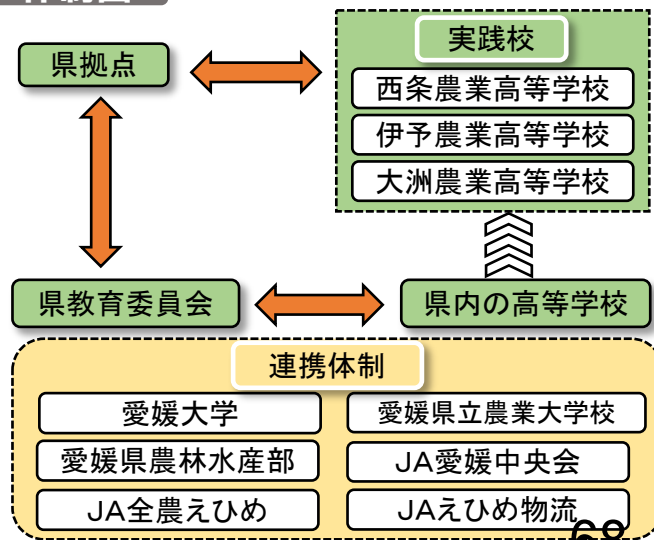 県拠点
実践校
西条農業高等学校
伊予農業高等学校
大洲農業高等学校
県教育委員会
県内の高等学校
連携体制
愛媛大学
愛媛県立農業大学校
愛媛県農林水産部
JA愛媛中央会
JA全農えひめ
JAえひめ物流
68